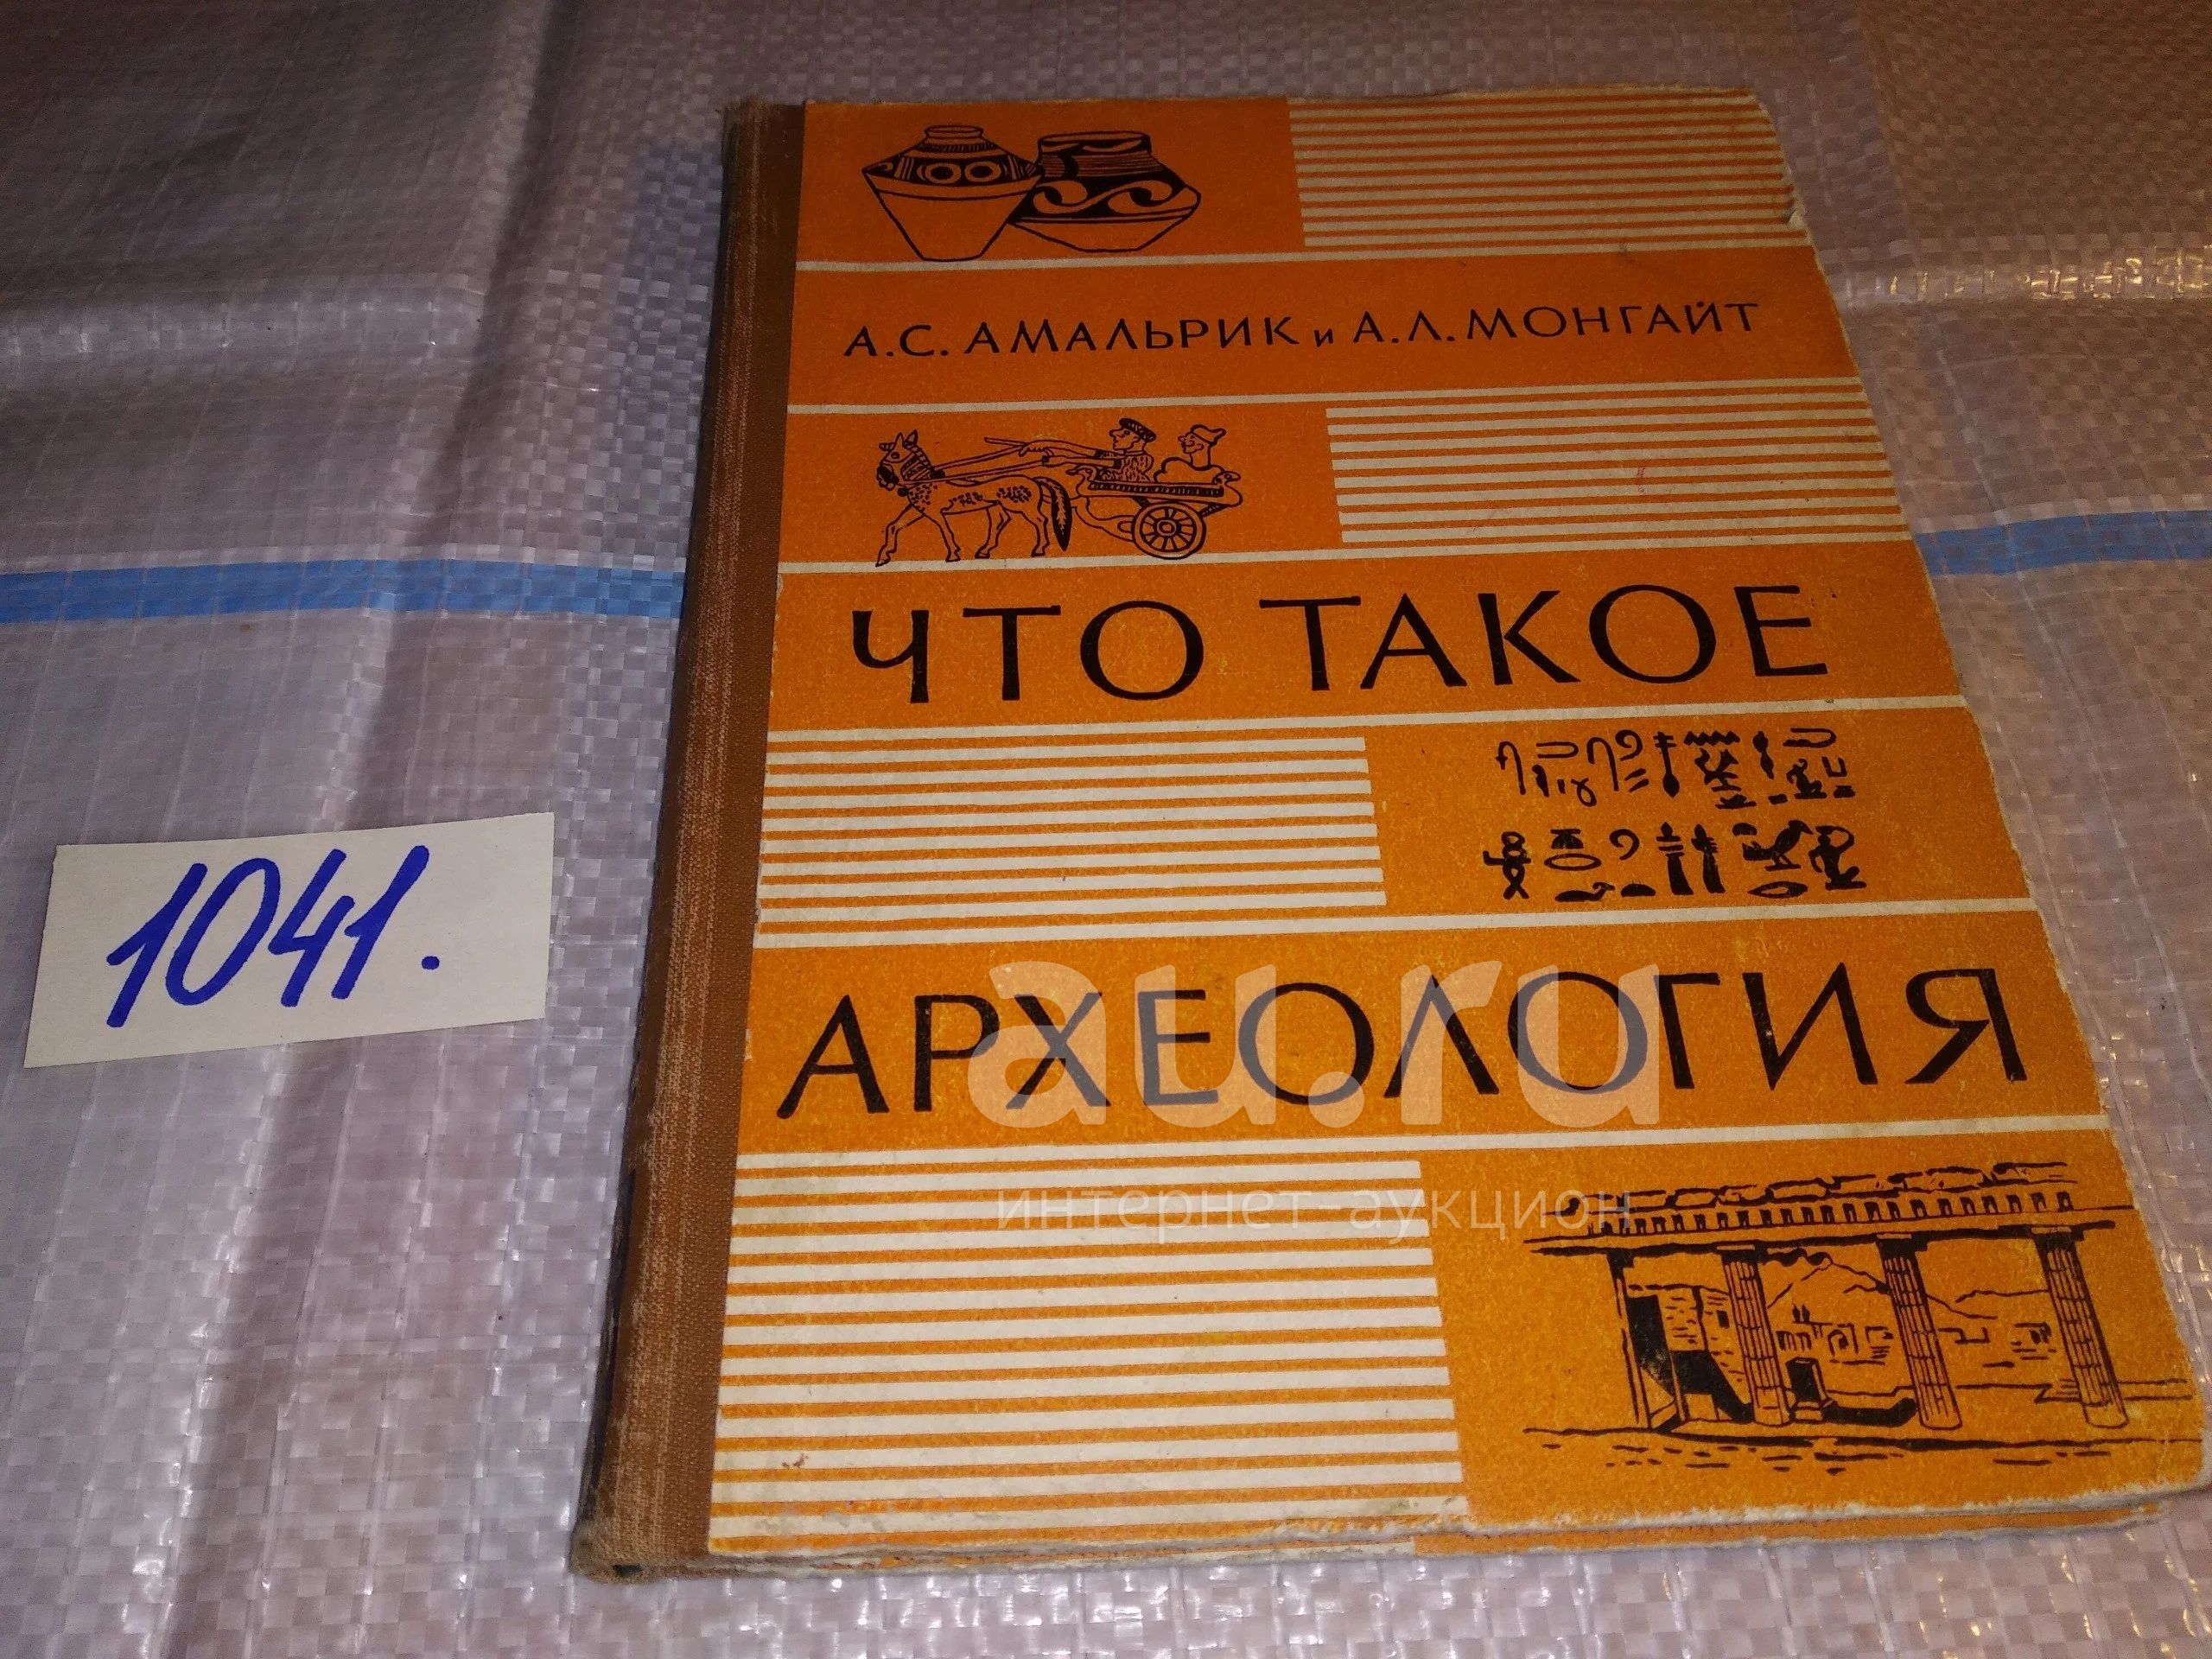 А.С. АМАЛЬРИК и А.Л. МОНГАЙТ
ЧТО ТАКОЕ
АРХЕОЛОГИЯ
1041.
au.ru
интернет-аукцион